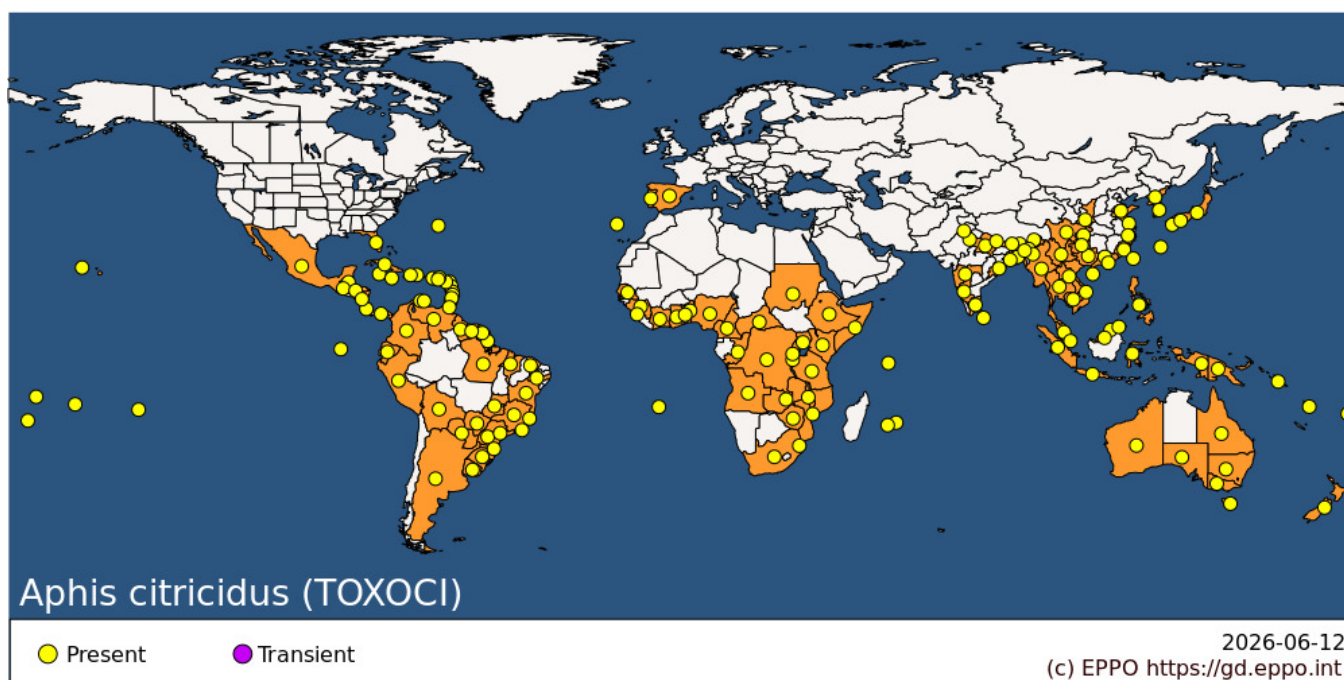 Aphis citricidus (TOXOCI)
Present
Transient
2026-06-12
(c) EPPO https://gd.eppo.int